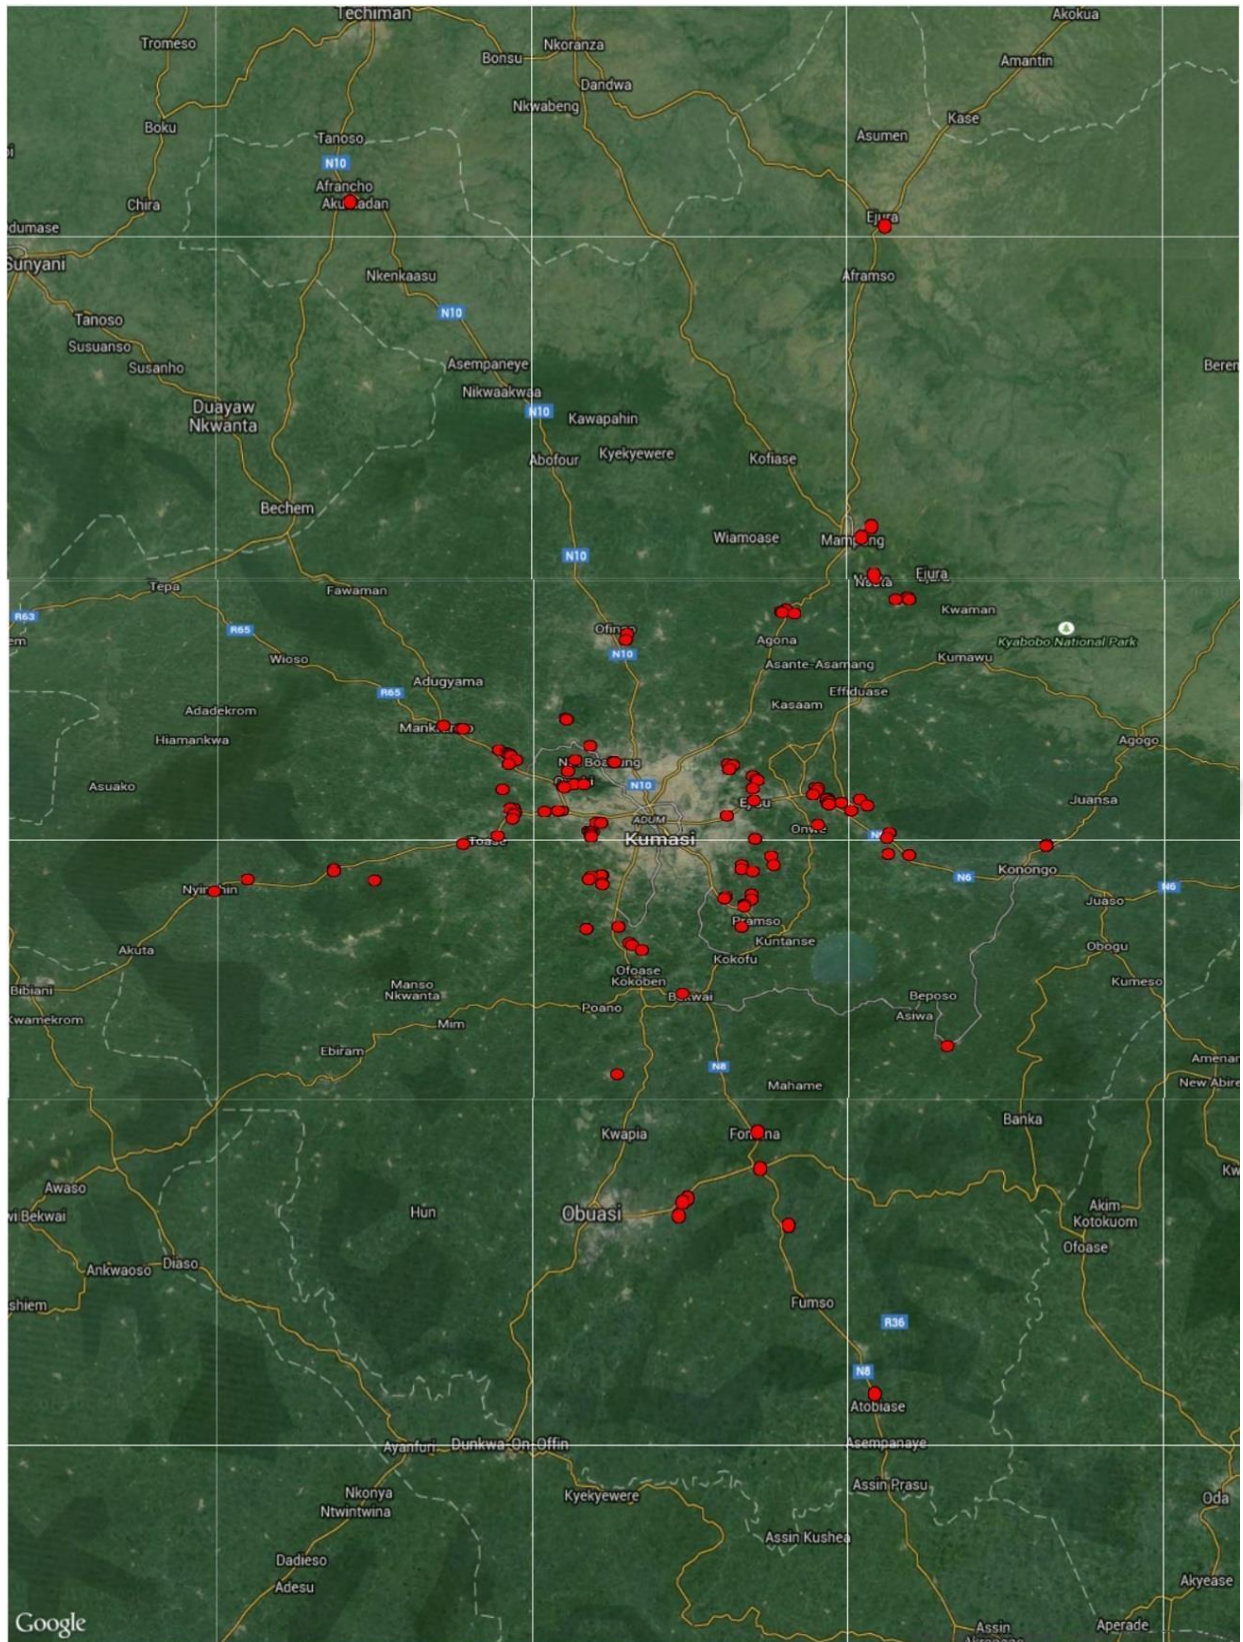 Techiman
Akokua
Tromeso
Nkoranza
Bonsu
Amantin
Dandwa
Nkwabeng
Kase
Boku
Tanoso
Asumen
N10
Afrancho
Chira
Ejura
dumase
Sunyani
Nkenkaasu
Aframso
N10
Tanoso
Susuanso
Susanho
Asempaneye
Nikwaakwaa
Duayaw
Nkwanta
N10
Kawapahin
Abofour
Kyekyewere
Kofiase
Bechem
Wiamoase
N10
Ejura
Tepa
Fawaman
R63
R65
Kwaman
Kyabobo National Park
Agona
Wioso
N10
Asante-Asamang
Kumawu
Adugyama
R65
Effiduase
Kasaam
Adadekrom
Hiamankwa
Agogo
Asuako
N10
Juansa
ADUM
Kumasi
Konongo
N6
N6
Juaso
Pramso
Kuntanse
Obogu
Akuta
Kokofu
Ofoase
Kokoben
Kumeso
Bibiani
Manso
Nkwanta
Beposo
Poano
Asiwa
Kwamekrom
Mim
Ebiram
Amenar
N8
Mahame
New Abire
Banka
Kwapia
Kw
Awaso
Obuasi
Hun
Akim
Kotokuom
wi Bekwai
Ofoase
Diaso
Ankwaoso
shiem
Fumso
R36
N8
Atobiase
Ayanfuri
Dunkwa-On-Offin
Asempanaye
Assin Prasu
Nkonya
Kyekyewere
Oda
Ntwintwina
Assin Kushea
Dadieso
Adesu
Akyease
Google
Assin
Aperade